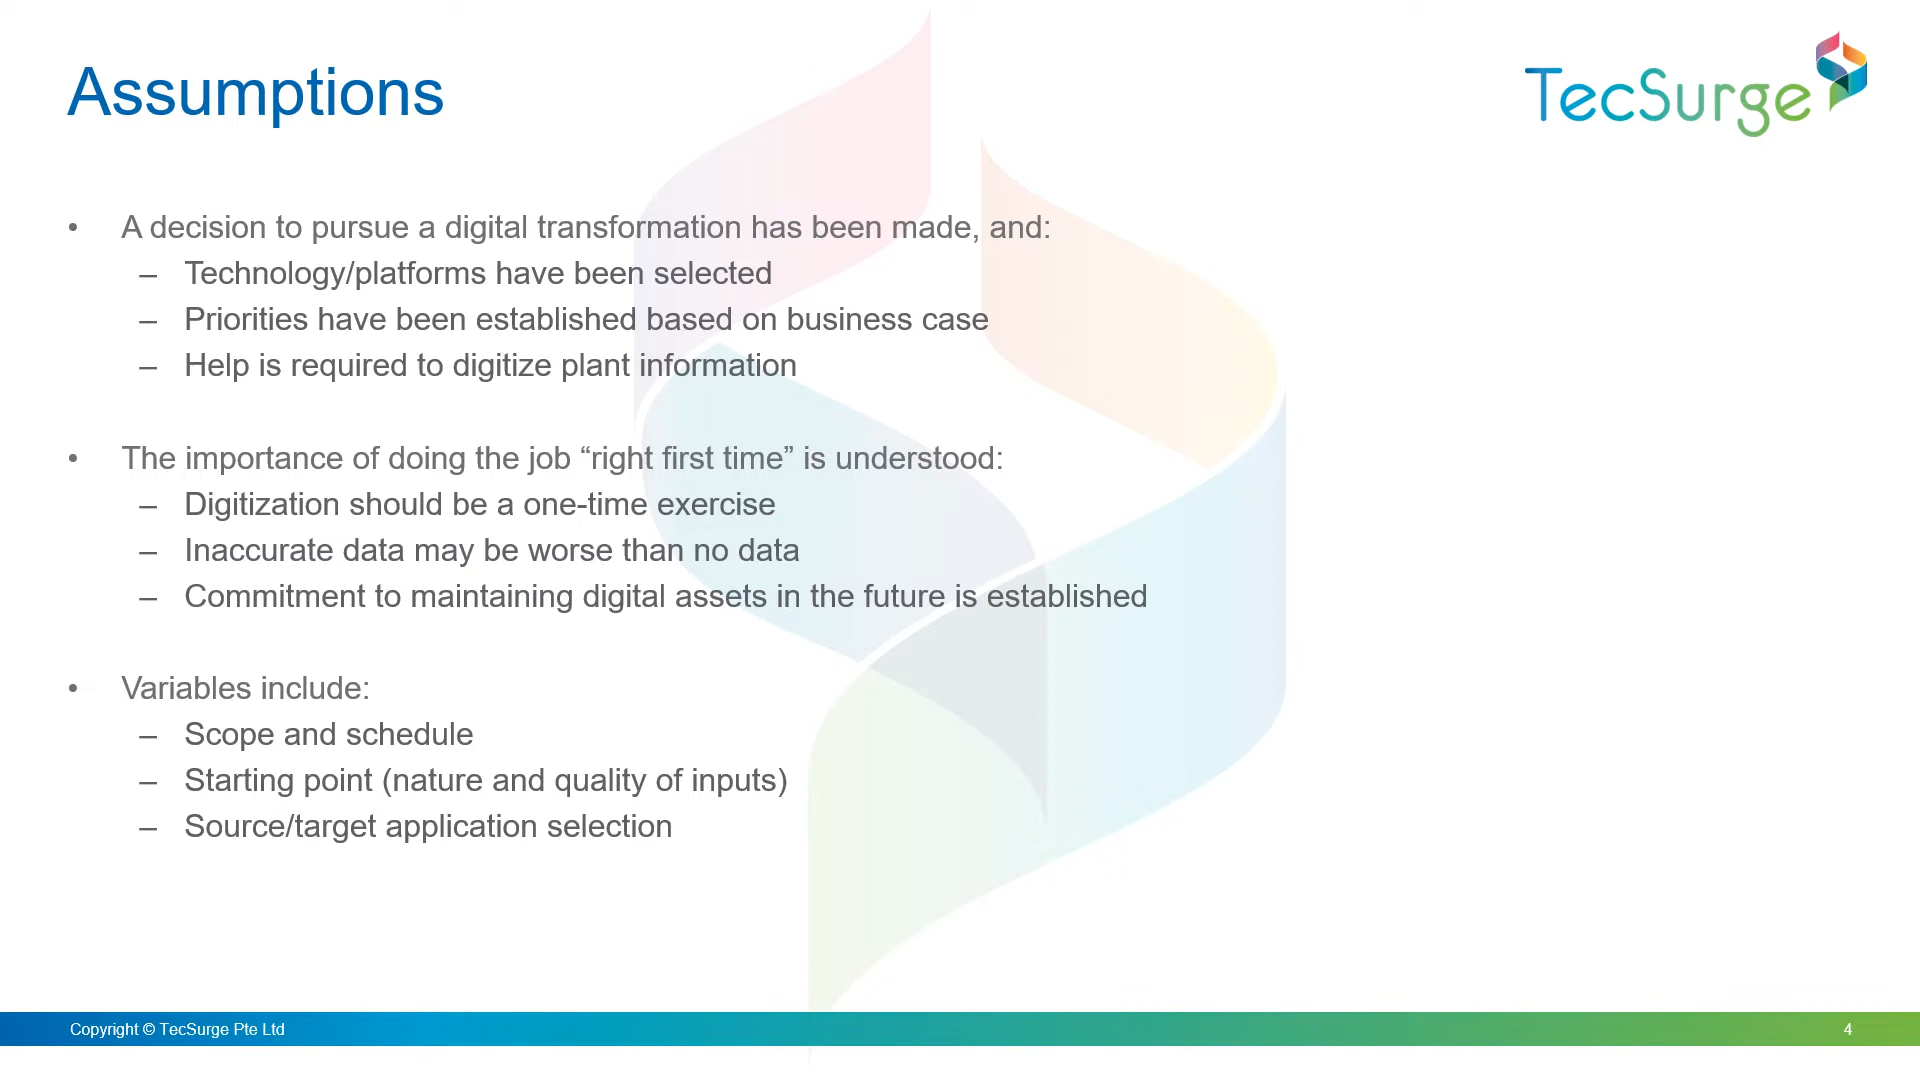 Assumptions
TecSurge
• A decision to pursue a digital transformation has been made, and:
– Technology/platforms have been selected
– Priorities have been established based on business case
– Help is required to digitize plant information
• The importance of doing the job “right first time” is understood:
– Digitization should be a one-time exercise
– Inaccurate data may be worse than no data
– Commitment to maintaining digital assets in the future is established
• Variables include:
– Scope and schedule
– Starting point (nature and quality of inputs)
– Source/target application selection
Copyright © TecSurge Pte Ltd
4